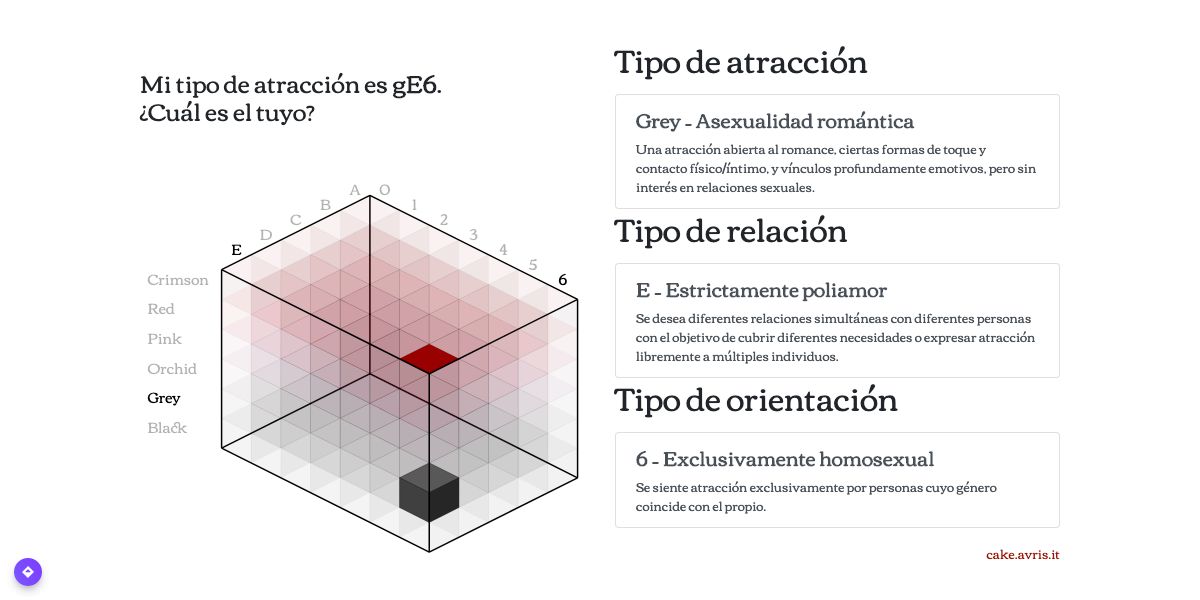 Mi tipo de atracción es gE6.
¿Cuál es el tuyo?
A
0
B
1
C
2
D
3
E
4
5
6
Crimson
Red
Pink
Orchid
Grey
Black
Tipo de atracción
Grey - Asexualidad romántica
Una atracción abierta al romance, ciertas formas de toque y
contacto físico/íntimo, y vínculos profundamente emotivos, pero sin
interés en relaciones sexuales.
Tipo de relación
E - Estrictamente poliamor
Se desea diferentes relaciones simultáneas con diferentes personas
con el objetivo de cubrir diferentes necesidades o expresar atracción
libremente a múltiples individuos.
Tipo de orientación
6 - Exclusivamente homosexual
Se siente atracción exclusivamente por personas cuyo género
coincide con el propio.
cake.avris.it